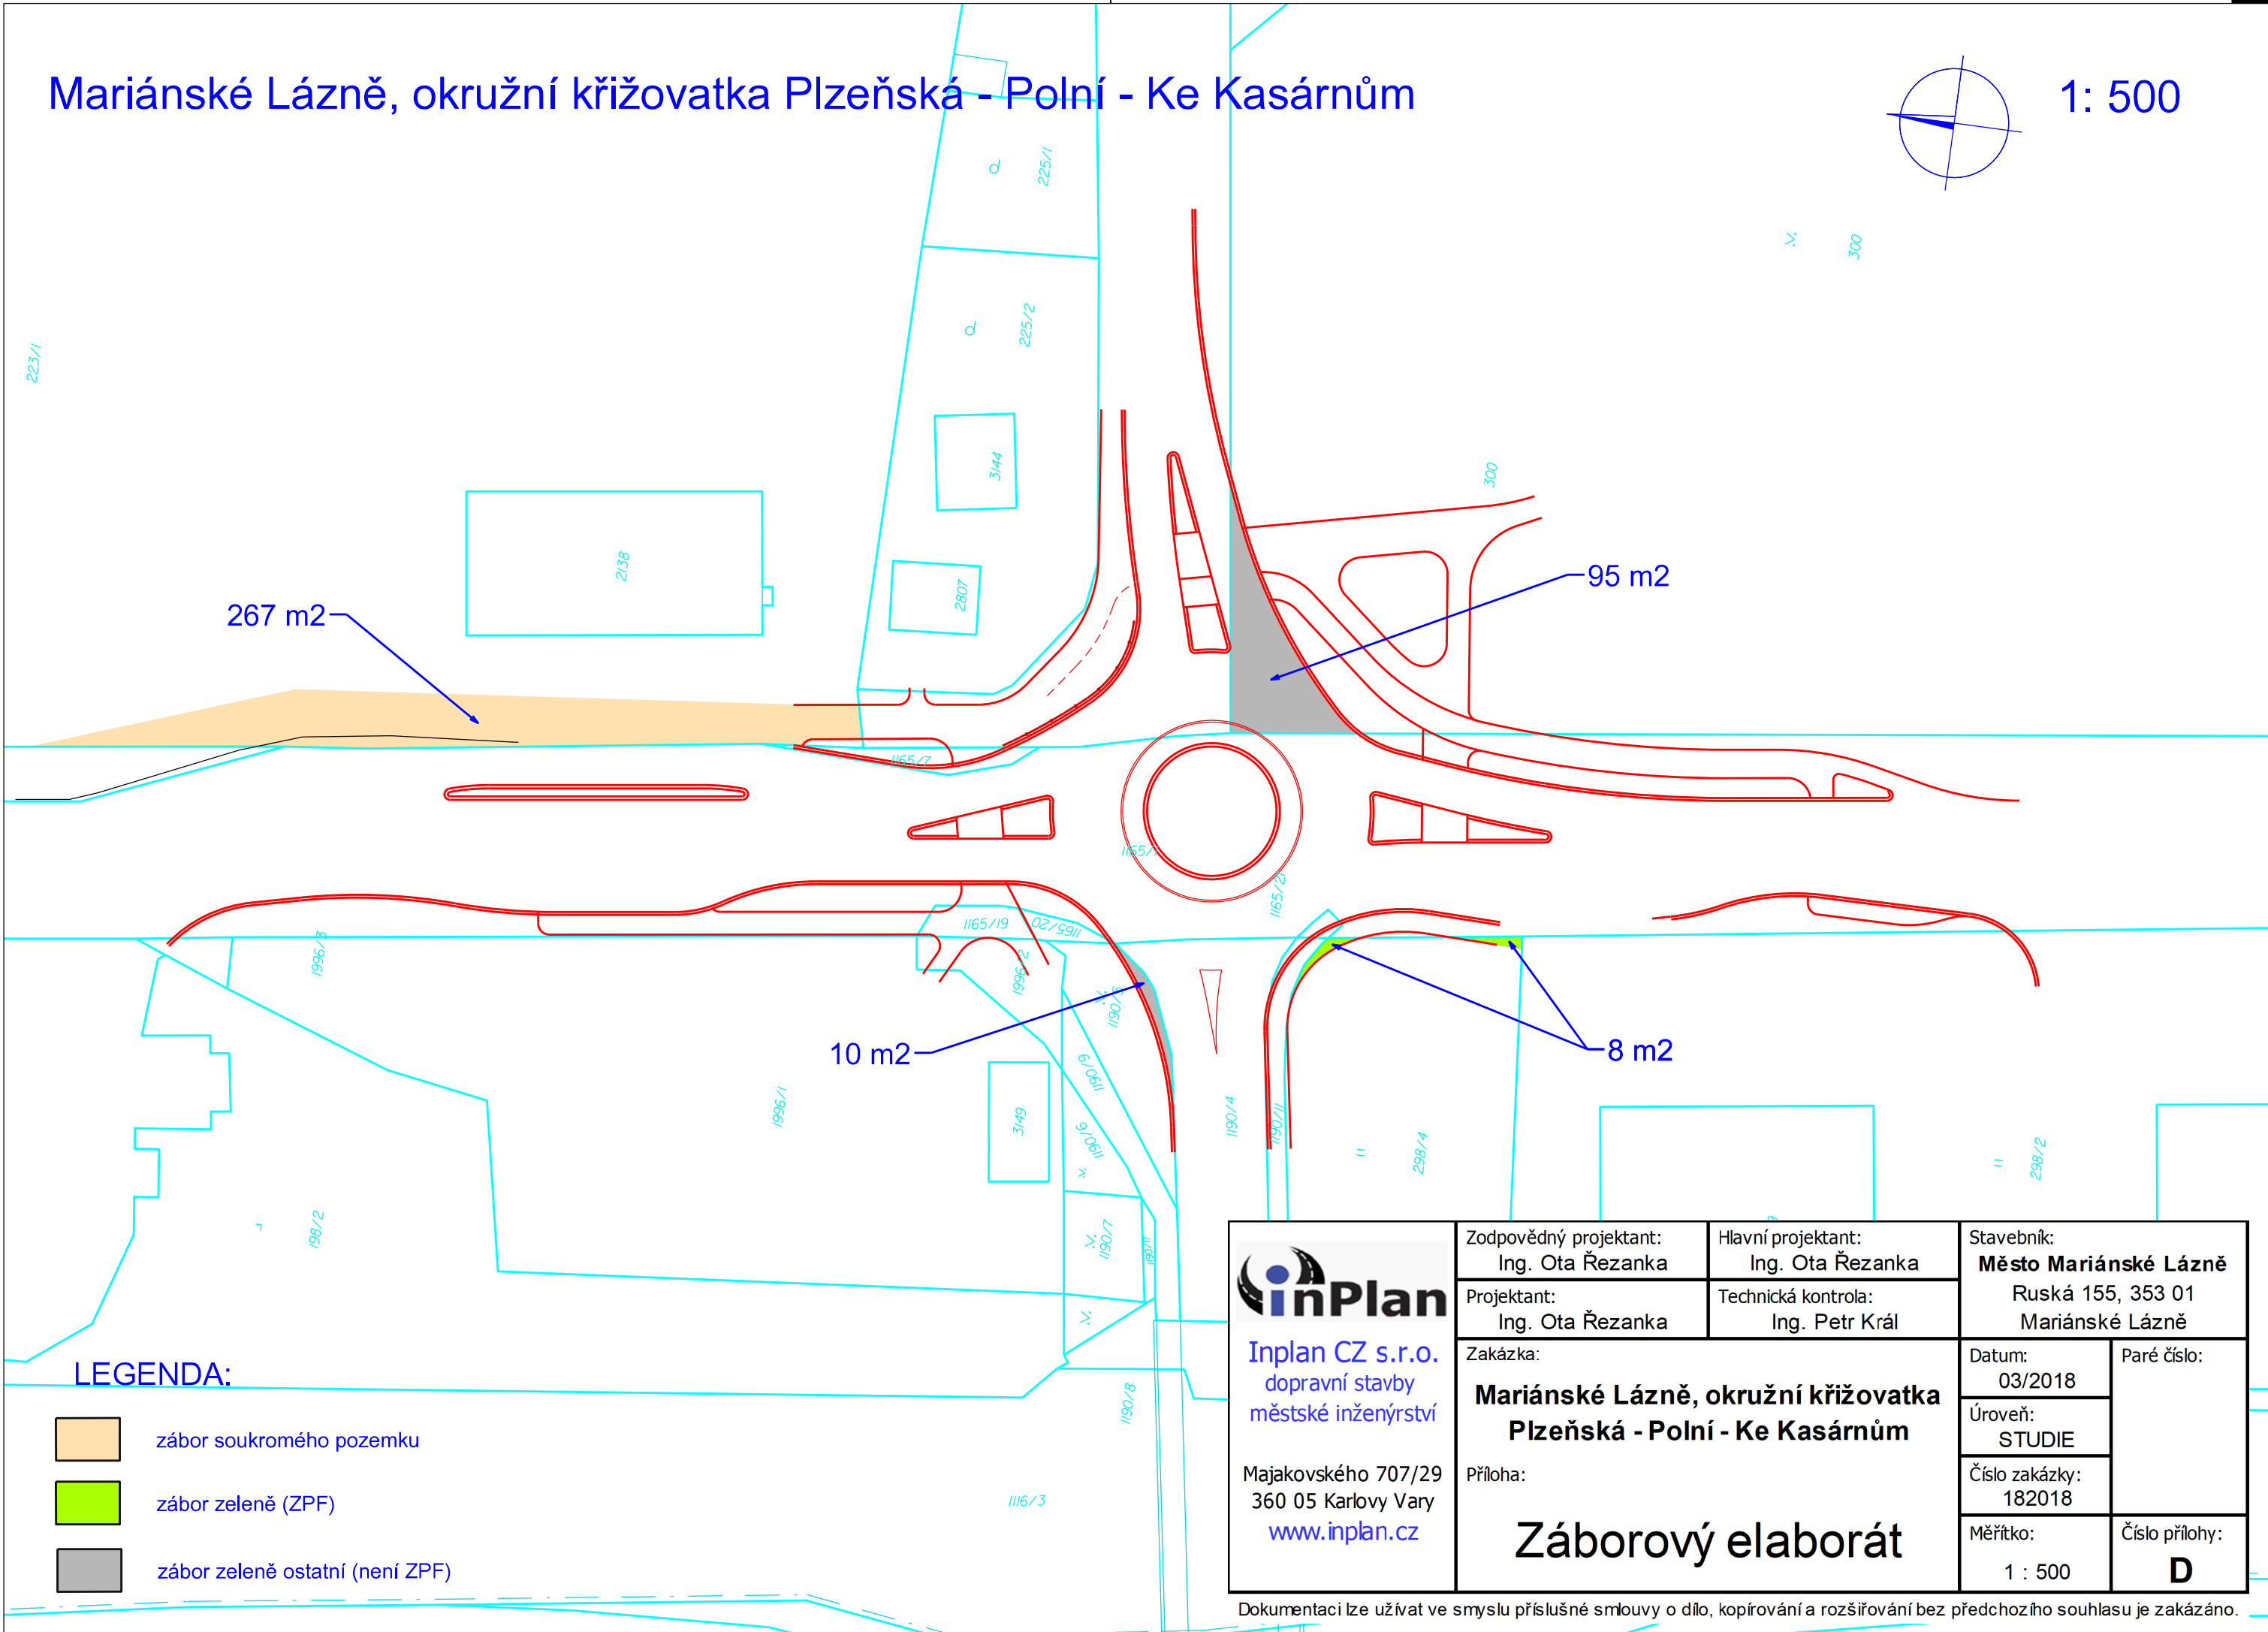 Mariánské Lázně, okružní křižovatka Plzeňská - Polní - Ke Kasárnům
1: 500
225/1
225/2
300
223/1
3144
300
2138
2807
95 m2
267 m2
1165/7
1165/1
1165/21
1165/19
1165/20
1996/3
1996/2
1190/5
10 m2
8 m2
1190/9
1996/1
3149
1190/4
1190/11
298/4
298/2
1190/6
198/2
1190/7
1190/11
1190/8
1116/3
LEGENDA:
zábor soukromého pozemku
zábor zeleně (ZPF)
zábor zeleně ostatní (není ZPF)
inPlan
Inplan CZ s.r.o.
dopravní stavby
městské inženýrství
Majakovského 707/29
360 05 Karlovy Vary
www.inplan.cz
Zodpovědný projektant:
Ing. Ota Řezanka
Hlavní projektant:
Ing. Ota Řezanka
Projektant:
Ing. Ota Řezanka
Technická kontrola:
Ing. Petr Král
Stavebník:
Město Mariánské Lázně
Ruská 155, 353 01
Mariánské Lázně
Zakázka:
Mariánské Lázně, okružní křižovatka
Plzeňská - Polní - Ke Kasárnům
Příloha:
Záborový elaborát
Datum:
03/2018
Paré číslo:
Úroveň:
STUDIE
Číslo zakázky:
182018
Měřítko:
1 : 500
Číslo přílohy:
D
Dokumentaci lze užívat ve smyslu příslušné smlouvy o dílo, kopírování a rozšiřování bez předchozího souhlasu je zakázáno.